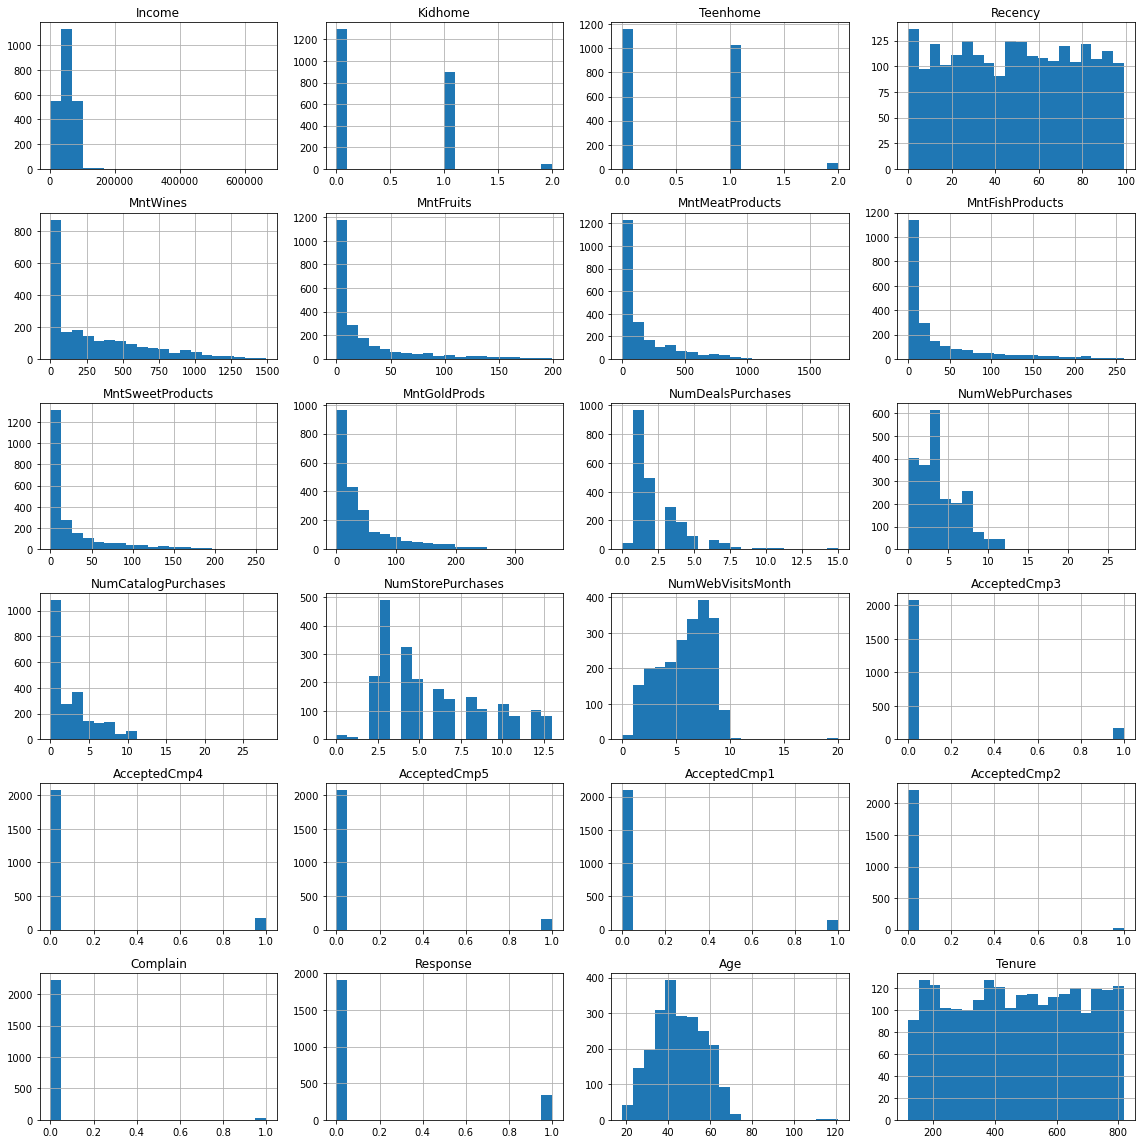 Income Kidhome Teenhome Recency
1000 800 600 400 200 0
0 200000 400000 600000
1200 1000 800 600 400 200 0
0.0 0.5 1.0 1.5 2.0
1200 1000 800 600 400 200 0
0.0 0.5 1.0 1.5 2.0
125 100 75 50 25 0
0 20 40 60 80 100
MntWines MntFruits MntMeatProducts MntFishProducts
800 600 400 200 0
0 250 500 750 1000 1250 1500
1200 1000 800 600 400 200 0
0 50 100 150 200
1200 1000 800 600 400 200 0
0 500 1000 1500
1200 1000 800 600 400 200 0
0 50 100 150 200 250
MntSweetProducts MntGoldProds NumDealsPurchases NumWebPurchases
1200 1000 800 600 400 200 0
0 50 100 150 200 250
1000 800 600 400 200 0
0 100 200 300
1000 800 600 400 200 0
0.0 2.5 5.0 7.5 10.0 12.5 15.0
600 500 400 300 200 100 0
0 5 10 15 20 25
NumCatalogPurchases NumStorePurchases NumWebVisitsMonth AcceptedCmp3
1000 800 600 400 200 0
0 5 10 15 20 25
500 400 300 200 100 0
0.0 2.5 5.0 7.5 10.0 12.5
400 300 200 100 0
0 5 10 15 20
2000 1500 1000 500 0
0.0 0.2 0.4 0.6 0.8 1.0
AcceptedCmp4 AcceptedCmp5 AcceptedCmp1 AcceptedCmp2
2000 1500 1000 500 0
0.0 0.2 0.4 0.6 0.8 1.0
2000 1500 1000 500 0
0.0 0.2 0.4 0.6 0.8 1.0
2000 1500 1000 500 0
0.0 0.2 0.4 0.6 0.8 1.0
2000 1500 1000 500 0
0.0 0.2 0.4 0.6 0.8 1.0
Complain Response Age Tenure
2000 1500 1000 500 0
0.0 0.2 0.4 0.6 0.8 1.0
2000 1500 1000 500 0
0.0 0.2 0.4 0.6 0.8 1.0
400 300 200 100 0
20 40 60 80 100 120
120 100 80 60 40 20 0
200 400 600 800